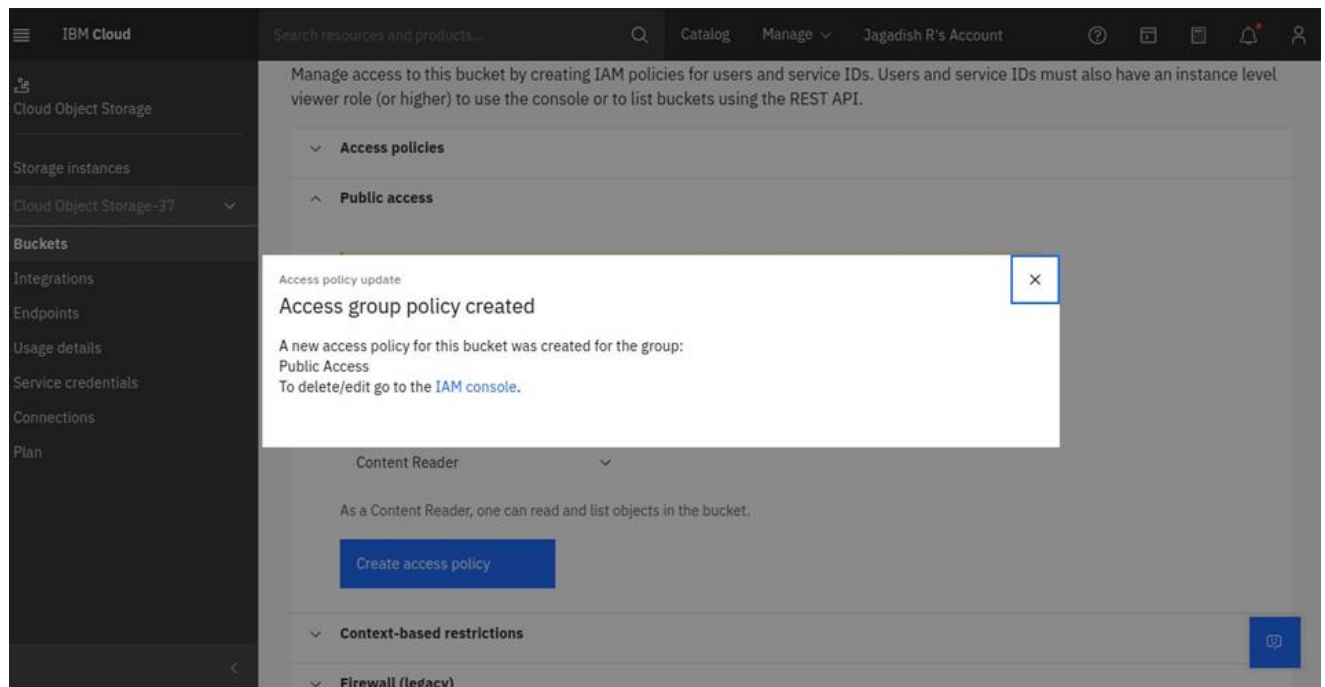 IBM Cloud
Search resources and products...
Catalog
Manage
Jagadish R's Account
Cloud Object Storage
Storage instances
Cloud Object Storage-37
Buckets
Integrations
Endpoints
Usage details
Service credentials
Connections
Plan
Manage access to this bucket by creating IAM policies for users and service IDs. Users and service IDs must also have an instance level
viewer role (or higher) to use the console or to list buckets using the REST API.
Access policies
Public access
Access policy update
Access group policy created
A new access policy for this bucket was created for the group:
Public Access
To delete/edit go to the IAM console.
Content Reader
As a Content Reader, one can read and list objects in the bucket.
Create access policy
Context-based restrictions
Firewall (legacy)